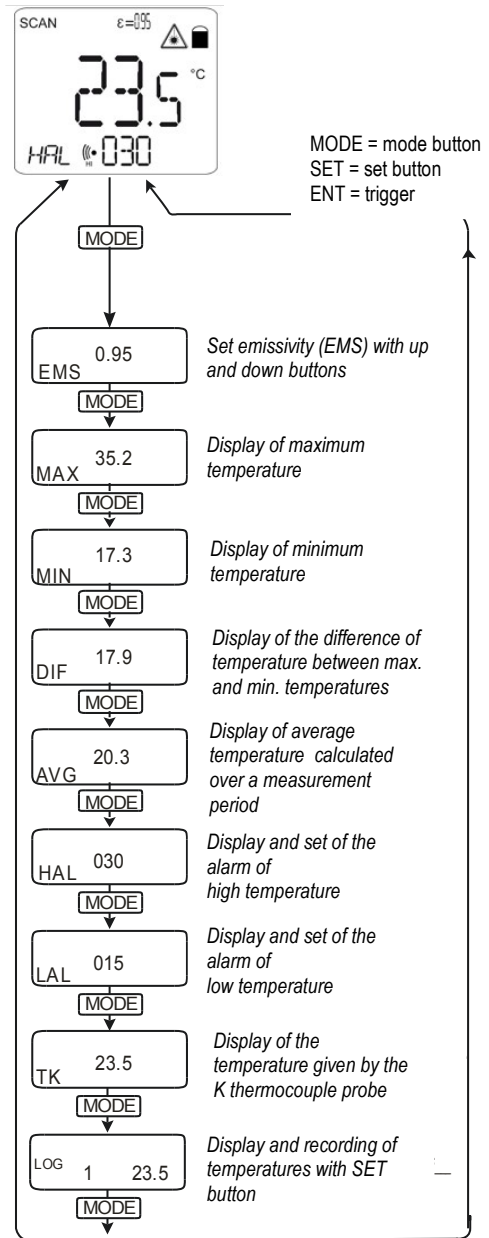 SCAN ε=0.95
23.5 °C
HAL HI 030
MODE = mode button
SET = set button
ENT = trigger
MODE
0.95
EMS
Set emissivity (EMS) with up
and down buttons
MODE
35.2
MAX
Display of maximum
temperature
MODE
17.3
MIN
Display of minimum
temperature
MODE
17.9
DIF
Display of the difference of
temperature between max.
and min. temperatures
MODE
20.3
AVG
Display of average
temperature calculated
over a measurement
period
MODE
030
HAL
Display and set of the
alarm of
high temperature
MODE
015
LAL
Display and set of the
alarm of
low temperature
MODE
23.5
TK
Display of the
temperature given by the
K thermocouple probe
MODE
LOG 1 23.5
Display and recording of
temperatures with SET
button
MODE